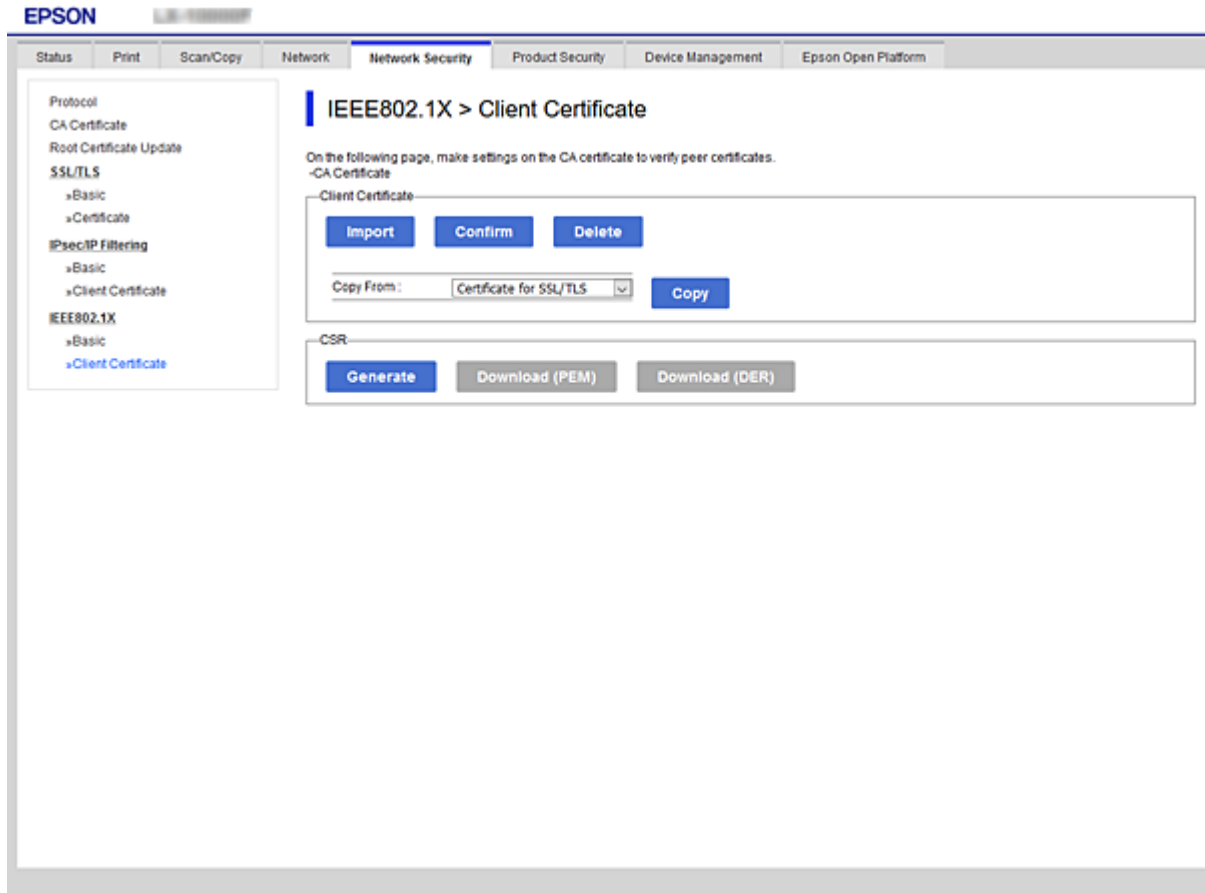 EPSON
Status Print Scan/Copy Network Network Security Product Security Device Management Epson Open Platform
Protocol
CA Certificate
Root Certificate Update
SSL/TLS
»Basic
»Certificate
IPsec/IP Filtering
»Basic
»Client Certificate
IEEE802.1X
»Basic
»Client Certificate
IEEE802.1X > Client Certificate
On the following page, make settings on the CA certificate to verify peer certificates.
-CA Certificate
Client Certificate
Import Confirm Delete
Copy From : Certificate for SSL/TLS Copy
CSR
Generate Download (PEM) Download (DER)